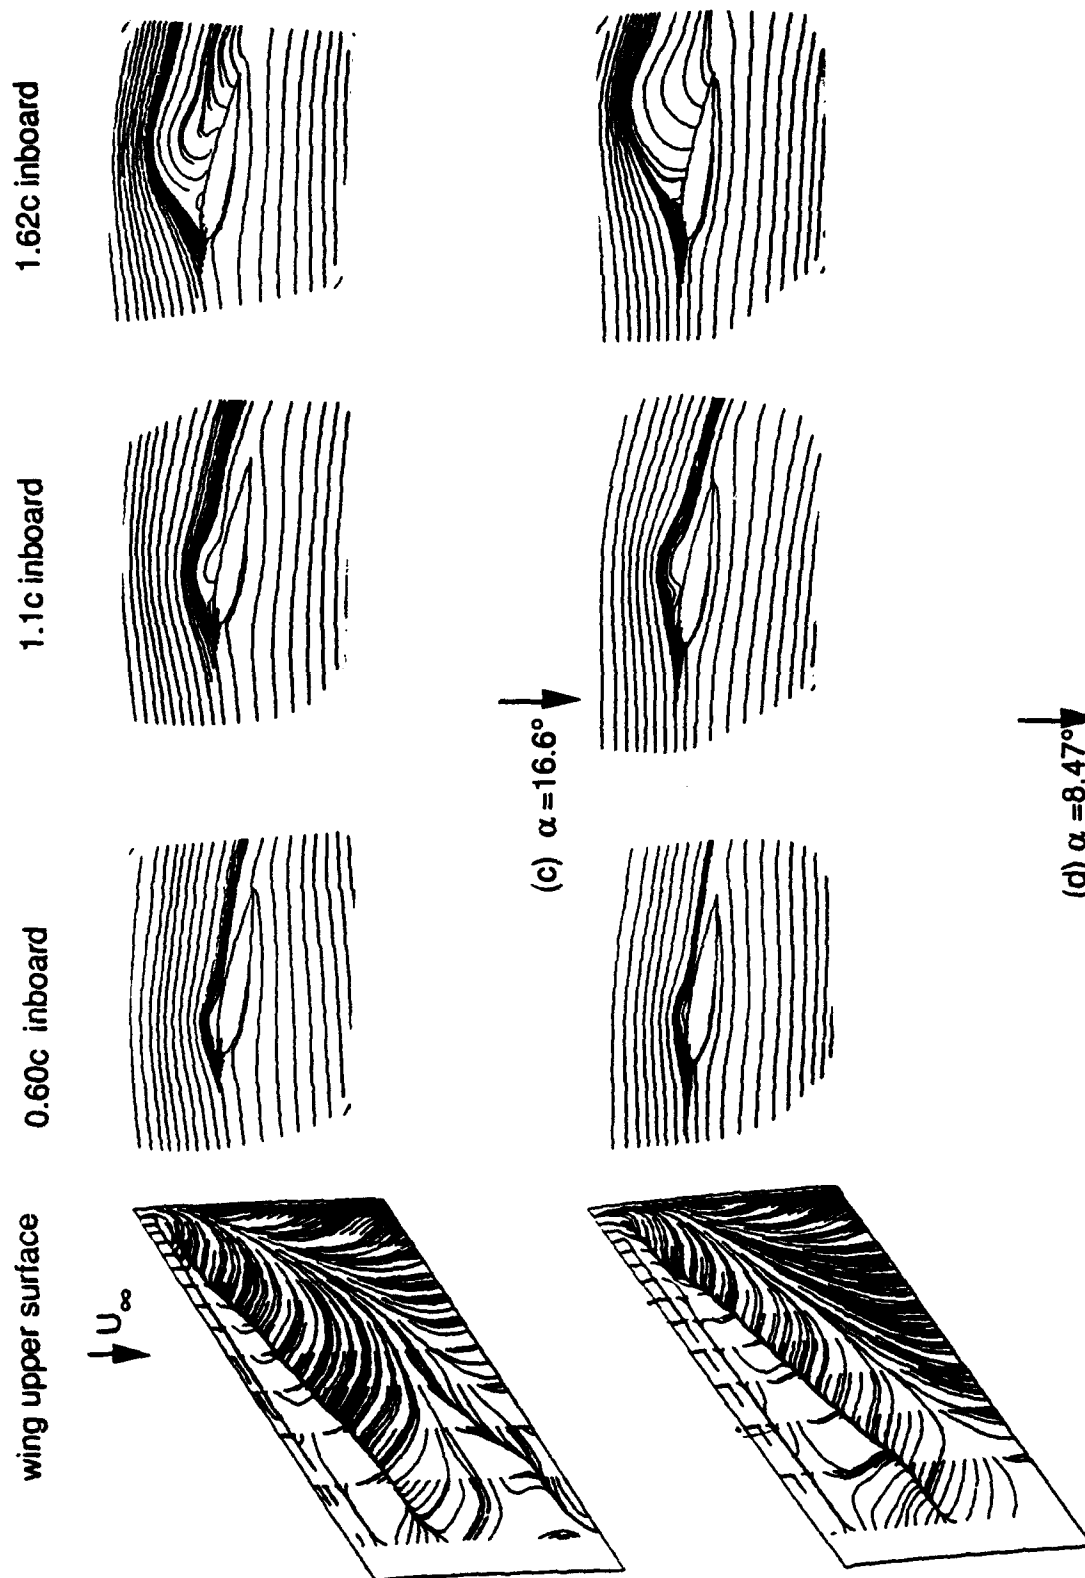 wing upper surface
0.60c inboard
1.1c inboard
1.62c inboard
U∞
(c) α =16.6°
(d) α =8.47°